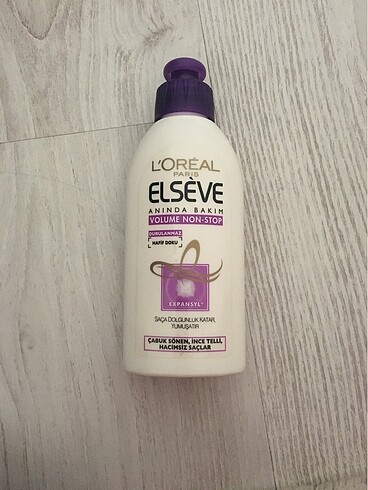 L'ORÉAL
PARIS
ELSÈVE
ANINDA BAKIM
VOLUME NON-STOP
DURULANMAZ
HAFİF DOKU
EXPANSYL
SAÇA DOLGUNLUK KATAR,
YUMUŞATIR
ÇABUK SÖNEN, İNCE TELLİ,
HACİMSİZ SAÇLAR